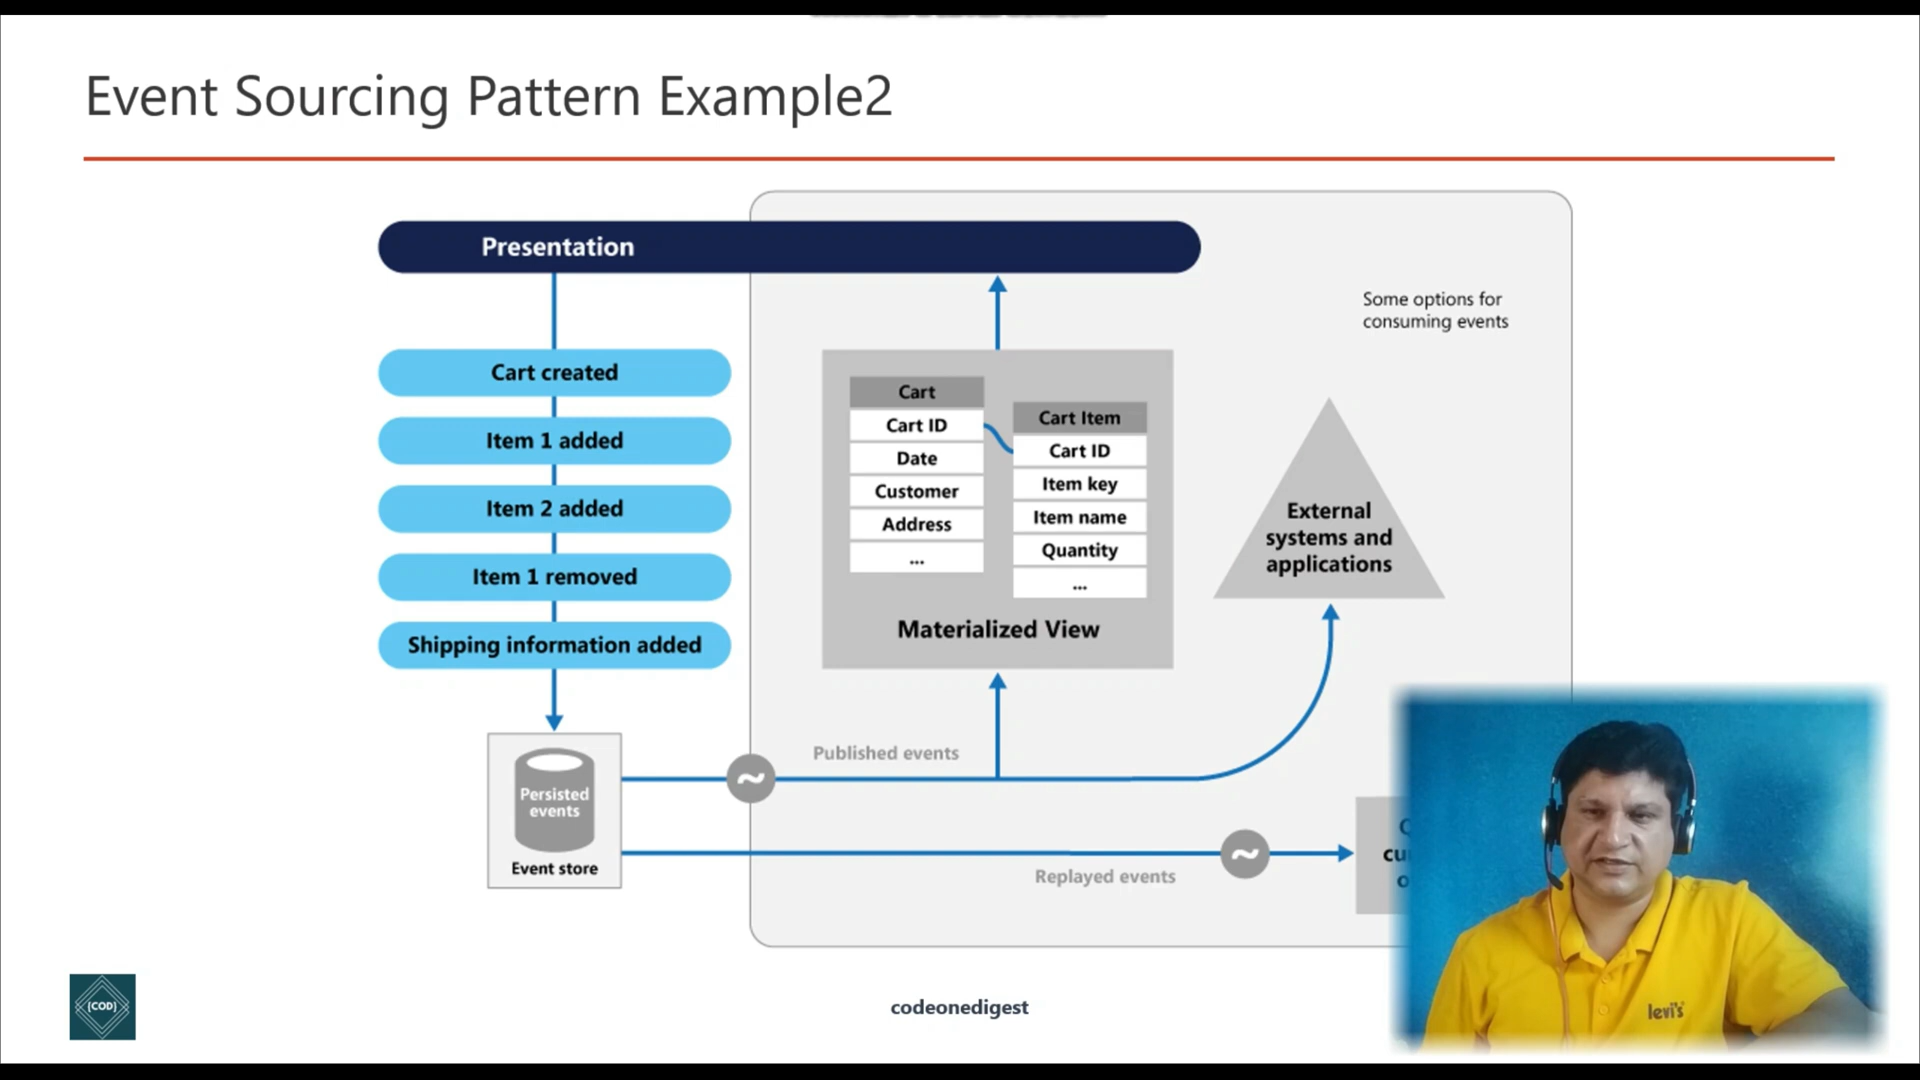 Event Sourcing Pattern Example2
Presentation
Some options for
consuming events
Cart created
Item 1 added
Item 2 added
Item 1 removed
Shipping information added
Cart
Cart ID
Date
Customer
Address
...
Cart Item
Cart ID
Item key
Item name
Quantity
...
Materialized View
External
systems and
applications
Published events
Persisted
events
Event store
Replayed events
[COD]
codeonedigest
levi's